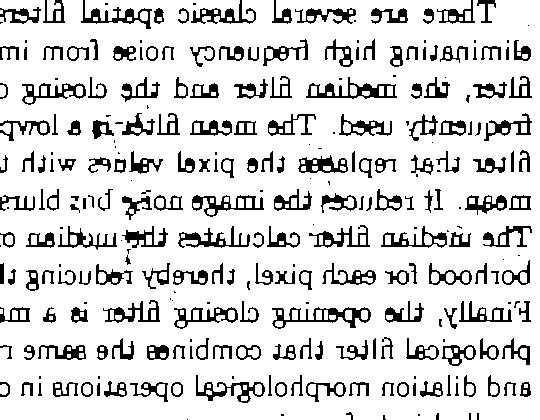 There are several classic spatial filters
eliminating high frequency noise from im
filter, the median filter and the closing o
frequently used. The mean filter is a lowp
filter that replaces the pixel values with t
mean. It reduces the image noise blurs
The median filter calculates the median o
borhood for each pixel, thereby reducing th
Finally, the opening closing filter is a ma
phological filter that combines the same r
and dilation morphological operations in o